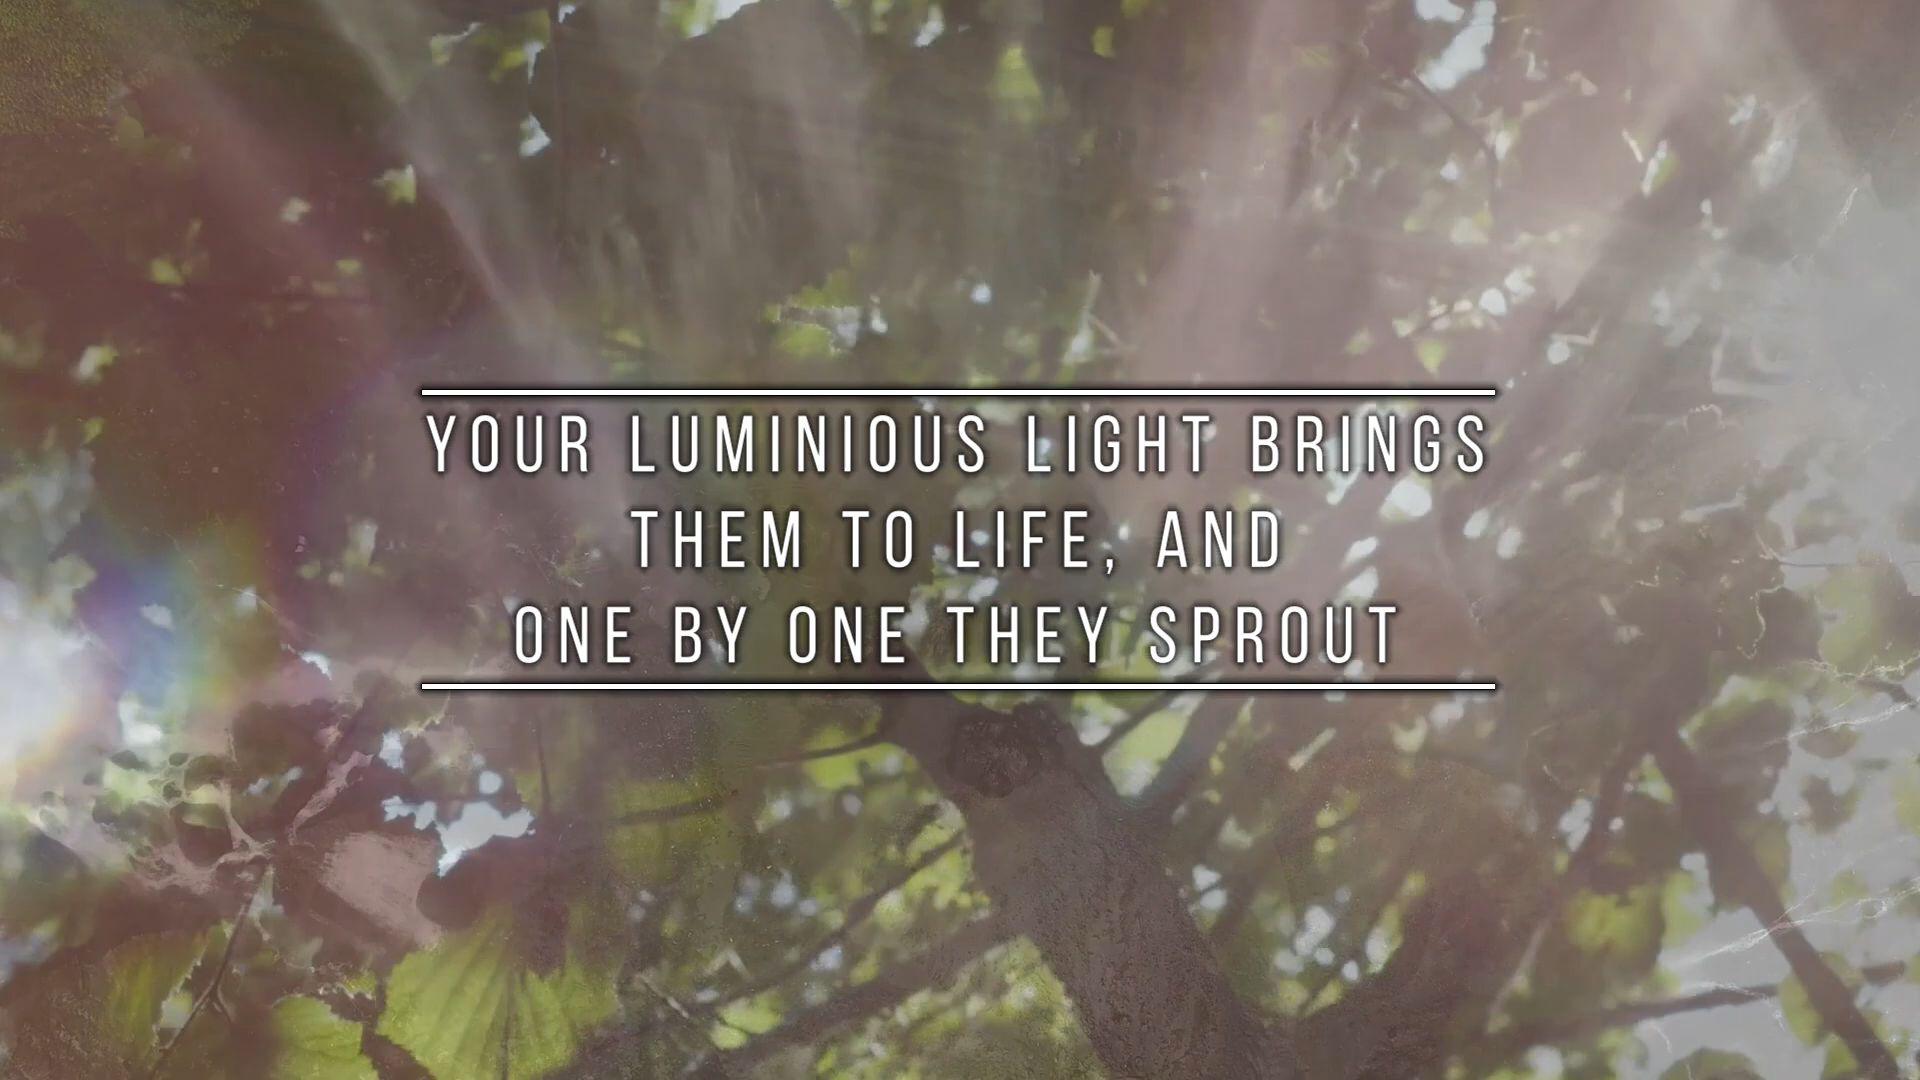 YOUR LUMINIOUS LIGHT BRINGS
THEM TO LIFE, AND
ONE BY ONE THEY SPROUT